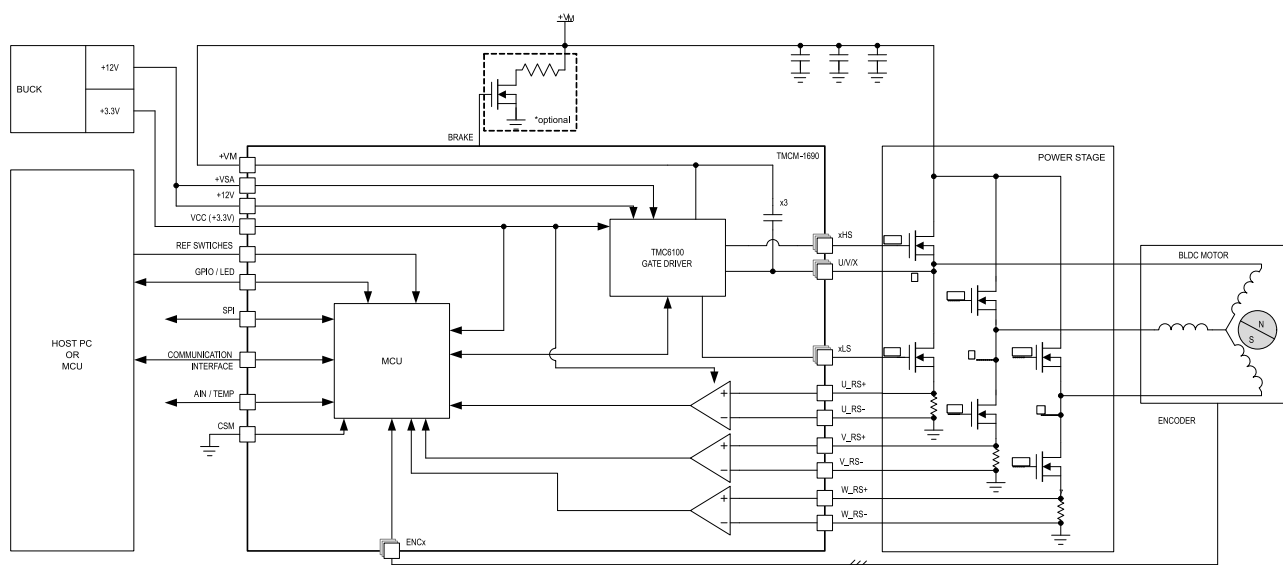 +VM
+12V
BUCK
+3.3V
*optional
BRAKE
TMCM-1690
POWER STAGE
+VM
+VSA
+12V
VCC (+3.3V)
x3
REF SWTICHES
GPIO / LED
SPI
COMMUNICATION
INTERFACE
AIN / TEMP
CSM
HOST PC
OR
MCU
MCU
TMC6100
GATE DRIVER
xHS
U/V/X
xLS
U_RS+
U_RS-
V_RS+
V_RS-
W_RS+
W_RS-
BLDC MOTOR
N
S
ENCODER
ENCx